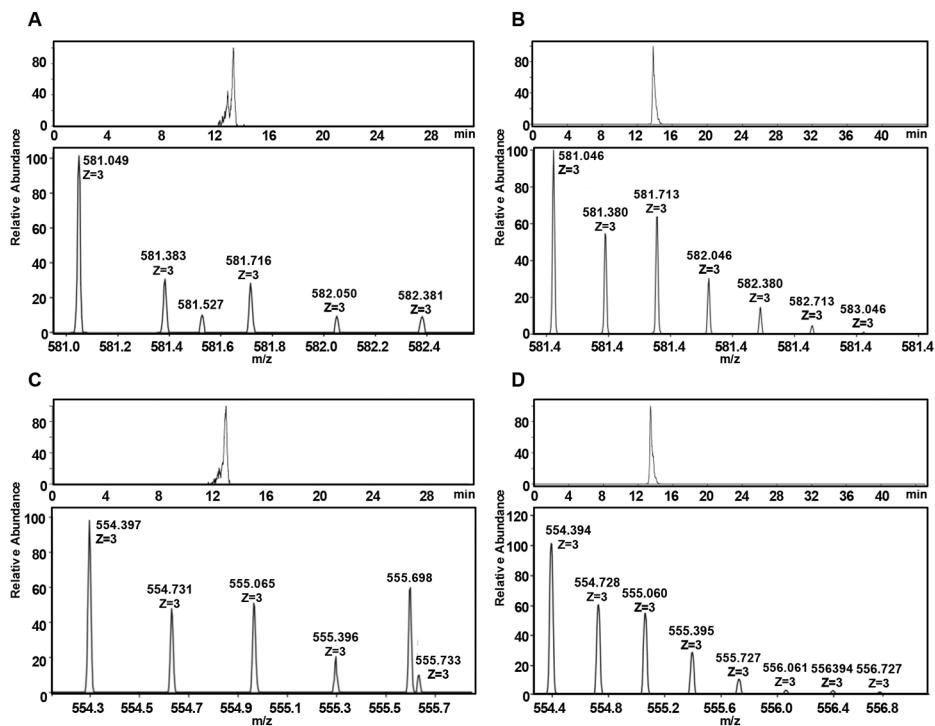 A
80
40
0
0 4 8 12 16 20 24 28 min
Relative Abundance
100
80
60
40
20
0
581.049
Z=3
581.383
Z=3
581.527
581.716
Z=3
582.050
Z=3
582.381
Z=3
581.0 581.2 581.4 581.6 581.8 582.0 582.2 582.4
m/z
B
80
40
0
0 4 8 12 16 20 24 28 32 36 40 min
Relative Abundance
100
80
60
40
20
0
581.046
Z=3
581.380
Z=3
581.713
Z=3
582.046
Z=3
582.380
Z=3
582.713
Z=3
583.046
Z=3
581.4 581.4 581.4 581.4 581.4 581.4 581.4
m/z
C
80
40
0
0 4 8 12 16 20 24 28 min
Relative Abundance
100
80
60
40
20
0
554.397
Z=3
554.731
Z=3
555.065
Z=3
555.396
Z=3
555.698
555.733
Z=3
554.3 554.5 554.7 554.9 555.1 555.3 555.5 555.7
m/z
D
80
40
0
0 4 8 12 16 20 24 28 32 36 40 min
Relative Abundance
120
100
80
60
40
20
0
554.394
Z=3
554.728
Z=3
555.060
Z=3
555.395
Z=3
555.727
Z=3
556.061
Z=3
556394
Z=3
556.727
Z=3
554.4 554.8 555.2 555.6 556.0 556.4 556.8
m/z